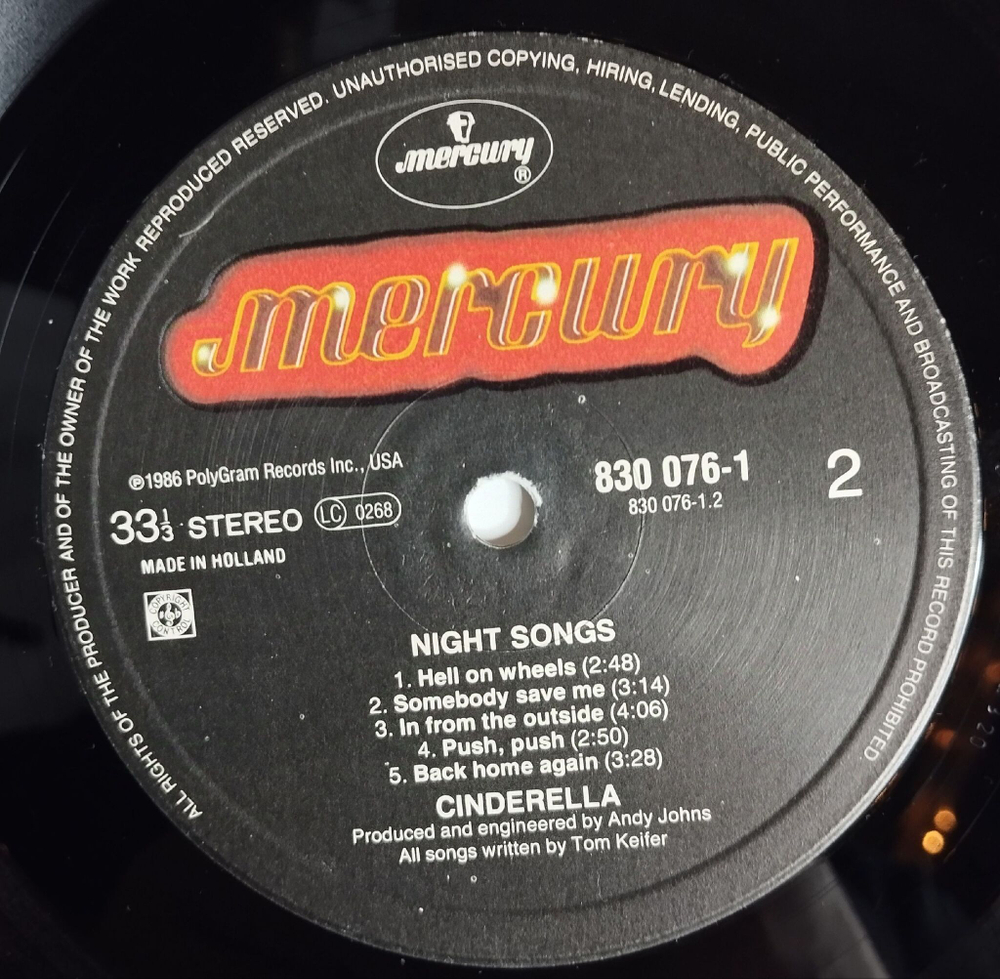 ALL RIGHTS OF THE PRODUCER AND OF THE OWNER OF THE WORK REPRODUCED RESERVED. UNAUTHORISED COPYING, HIRING, LENDING, PUBLIC PERFORMANCE AND BROADCASTING OF THIS RECORD PROHIBITED
mercury
®
mercury
℗1986 PolyGram Records Inc., USA
33⅓ STEREO LC 0268
MADE IN HOLLAND
COPYRIGHT CONTROL
830 076-1
830 076-1.2
2
NIGHT SONGS
1. Hell on wheels (2:48)
2. Somebody save me (3:14)
3. In from the outside (4:06)
4. Push, push (2:50)
5. Back home again (3:28)
CINDERELLA
Produced and engineered by Andy Johns
All songs written by Tom Keifer